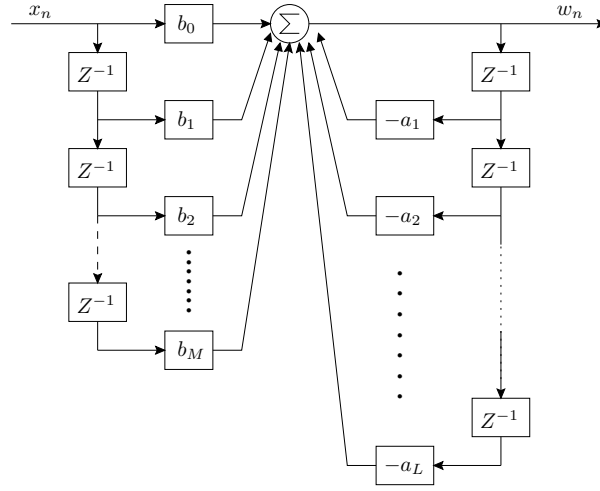 x_n b_0 ∑ w_n
Z^{-1} Z^{-1}
b_1 -a_1
Z^{-1} Z^{-1}
b_2 -a_2
Z^{-1}
b_M
Z^{-1}
-a_L